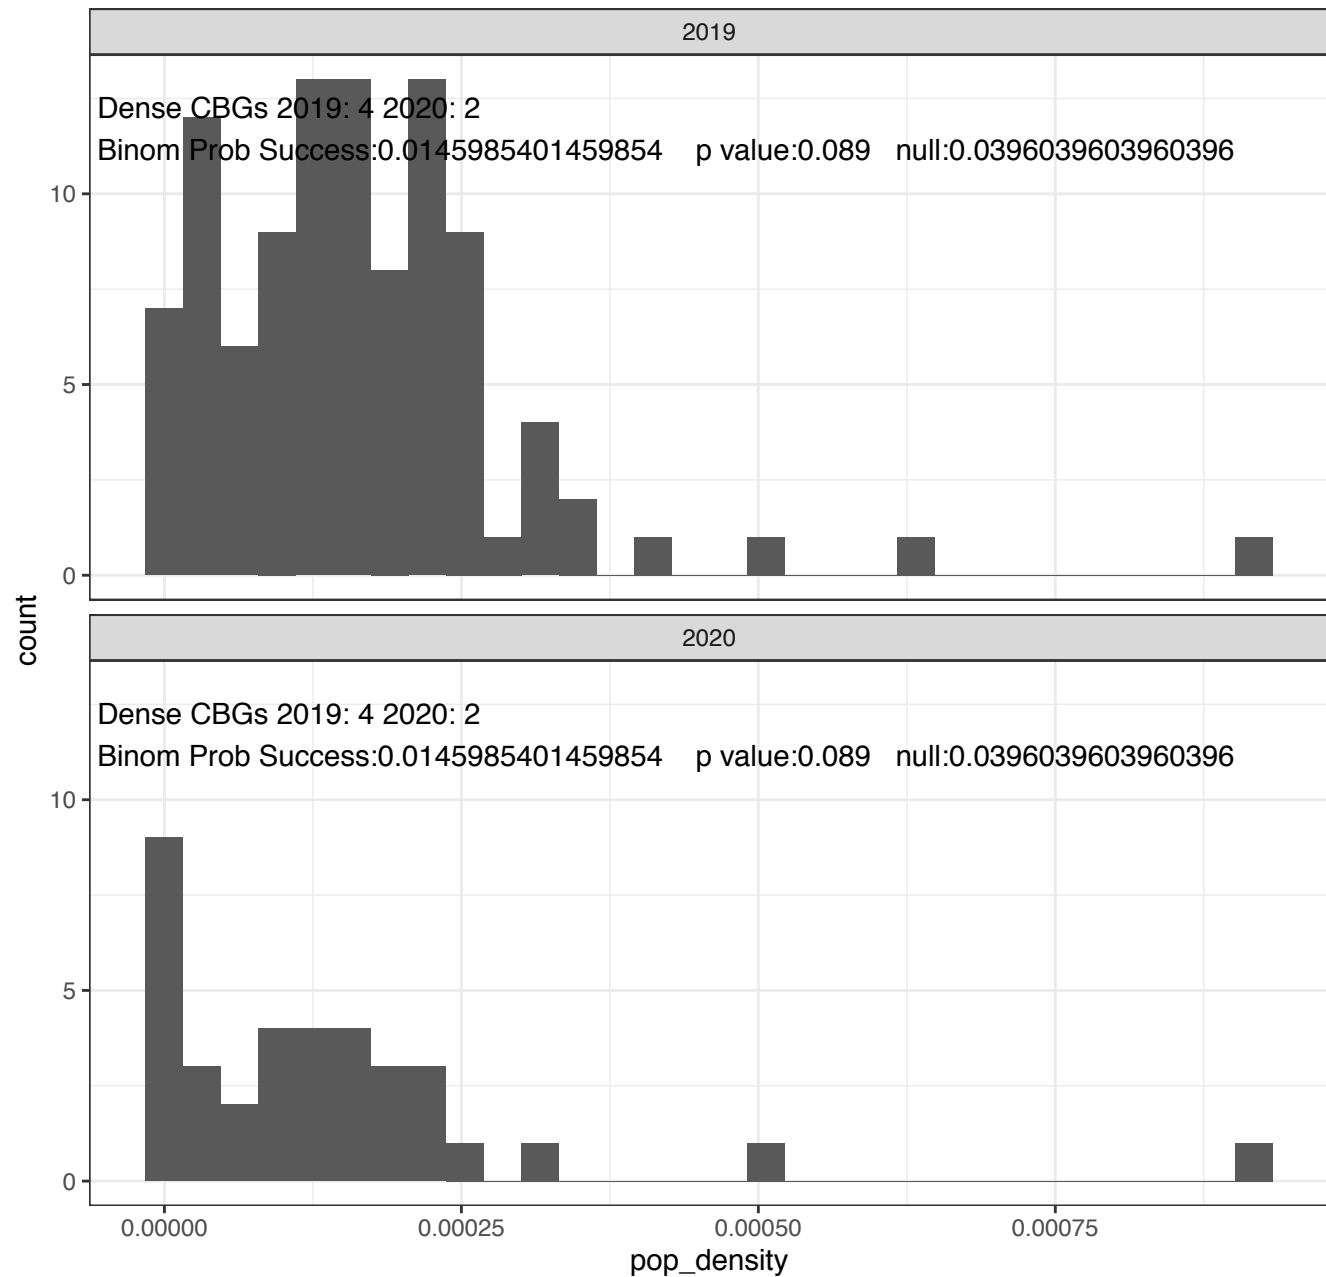 2019
Dense CBGs 2019: 4 2020: 2
Binom Prob Success:0.0145985401459854 p value:0.089 null:0.0396039603960396
10
5
0
count
2020
Dense CBGs 2019: 4 2020: 2
Binom Prob Success:0.0145985401459854 p value:0.089 null:0.0396039603960396
10
5
0
0.00000 0.00025 0.00050 0.00075
pop_density